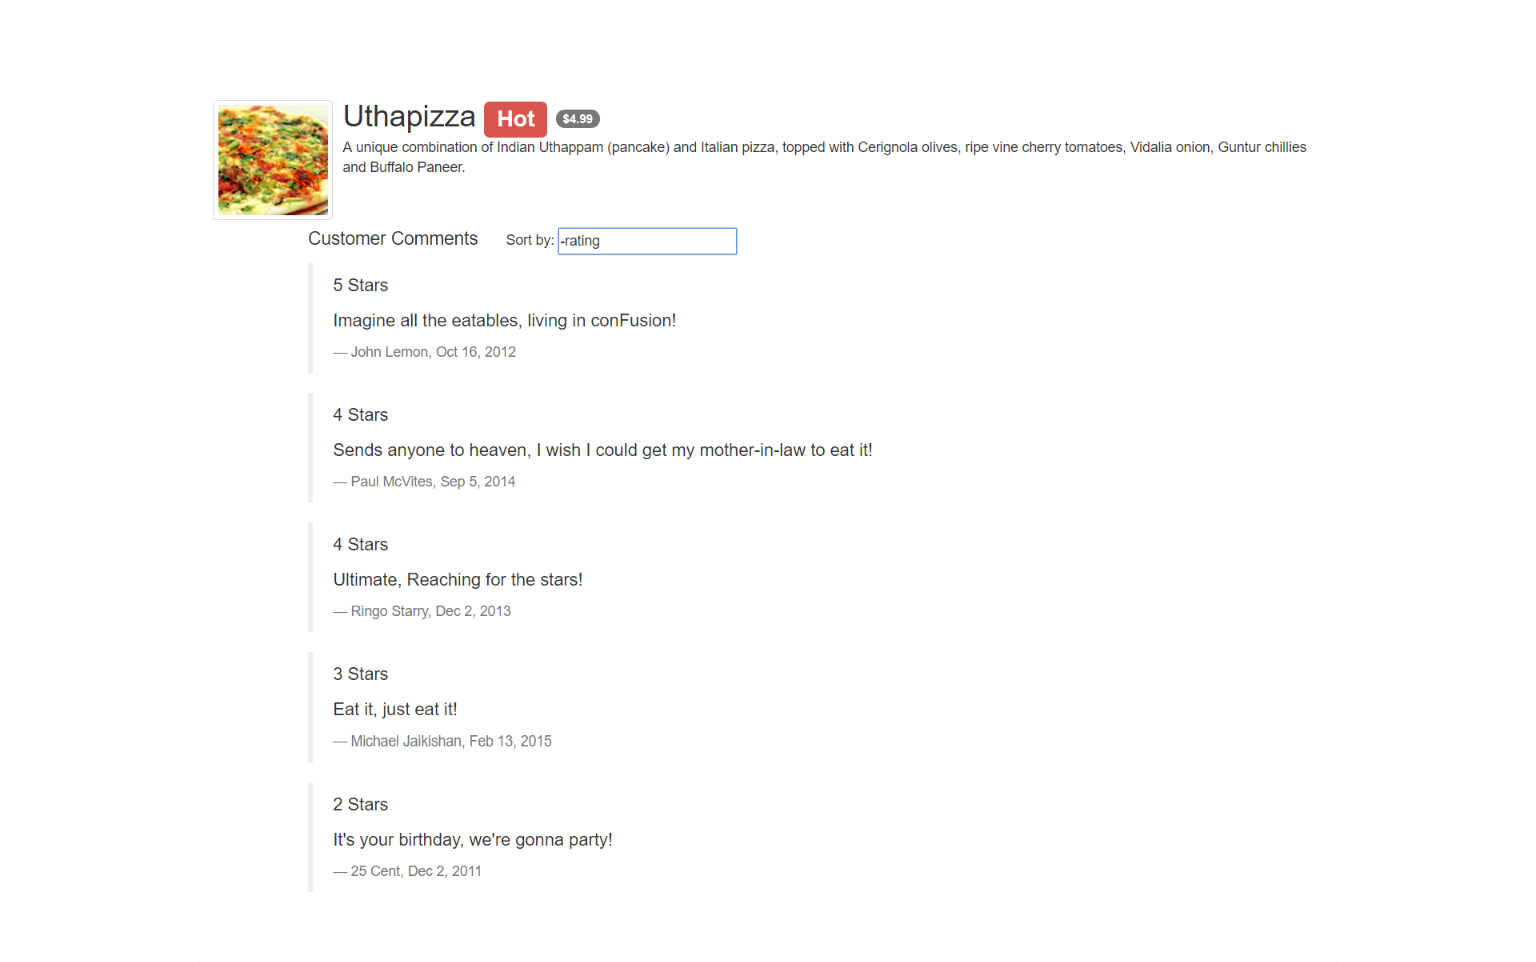 Uthapizza Hot $4.99
A unique combination of Indian Uthappam (pancake) and Italian pizza, topped with Cerignola olives, ripe vine cherry tomatoes, Vidalia onion, Guntur chillies
and Buffalo Paneer.
Customer Comments Sort by: -rating
5 Stars
Imagine all the eatables, living in conFusion!
— John Lemon, Oct 16, 2012
4 Stars
Sends anyone to heaven, I wish I could get my mother-in-law to eat it!
— Paul McVites, Sep 5, 2014
4 Stars
Ultimate, Reaching for the stars!
— Ringo Starry, Dec 2, 2013
3 Stars
Eat it, just eat it!
— Michael Jaikishan, Feb 13, 2015
2 Stars
It's your birthday, we're gonna party!
— 25 Cent, Dec 2, 2011